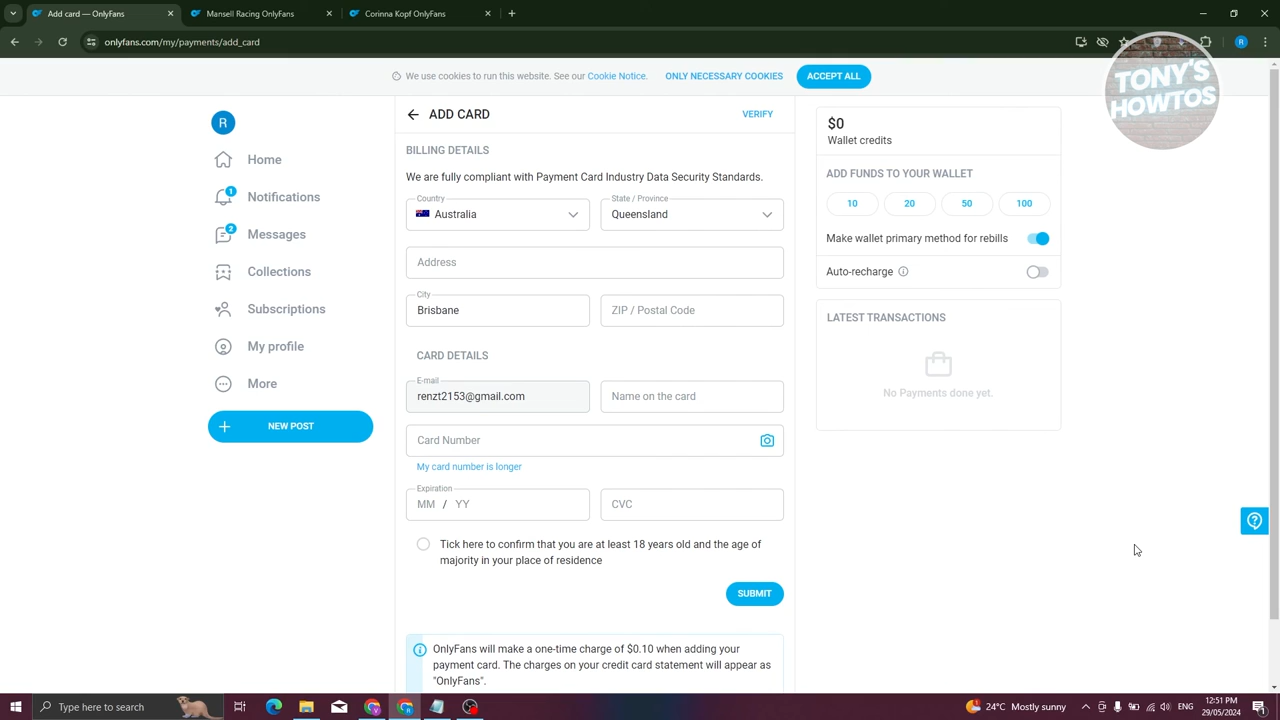 Add card — OnlyFans
Mansell Racing OnlyFans
Corinna Kopf OnlyFans
onlyfans.com/my/payments/add_card
R
We use cookies to run this website. See our Cookie Notice.
ONLY NECESSARY COOKIES
ACCEPT ALL
TONY'S
HOWTOS
R
Home
1
Notifications
2
Messages
Collections
Subscriptions
My profile
More
NEW POST
ADD CARD
VERIFY
BILLING DETAILS
We are fully compliant with Payment Card Industry Data Security Standards.
Country
Australia
State / Province
Queensland
Address
City
Brisbane
ZIP / Postal Code
CARD DETAILS
E-mail
renzt2153@gmail.com
Name on the card
Card Number
My card number is longer
Expiration
MM / YY
CVC
Tick here to confirm that you are at least 18 years old and the age of
majority in your place of residence
SUBMIT
OnlyFans will make a one-time charge of $0.10 when adding your
payment card. The charges on your credit card statement will appear as
"OnlyFans".
$0
Wallet credits
ADD FUNDS TO YOUR WALLET
10
20
50
100
Make wallet primary method for rebills
Auto-recharge
LATEST TRANSACTIONS
No Payments done yet.
Type here to search
24°C Mostly sunny
12:51 PM
29/05/2024